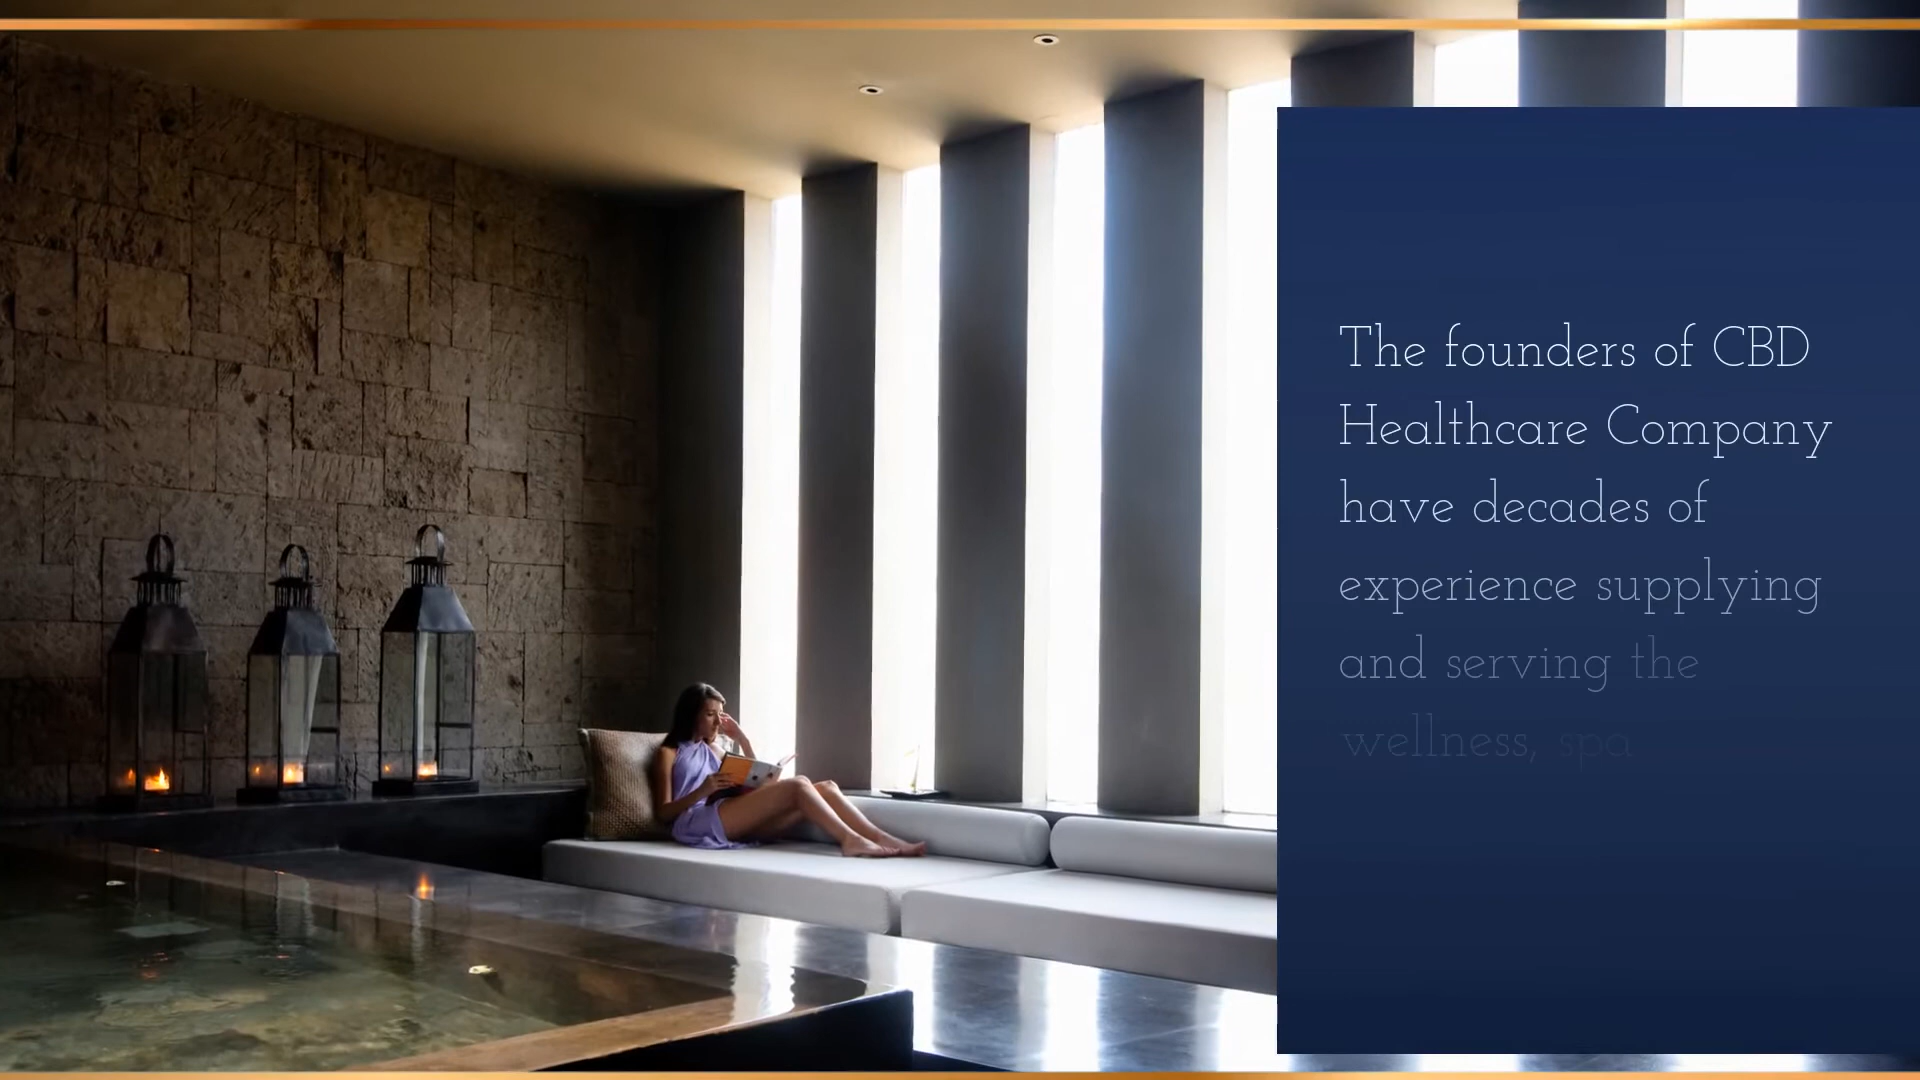 The founders of CBD
Healthcare Company
have decades of
experience supplying
and serving the
wellness, spa